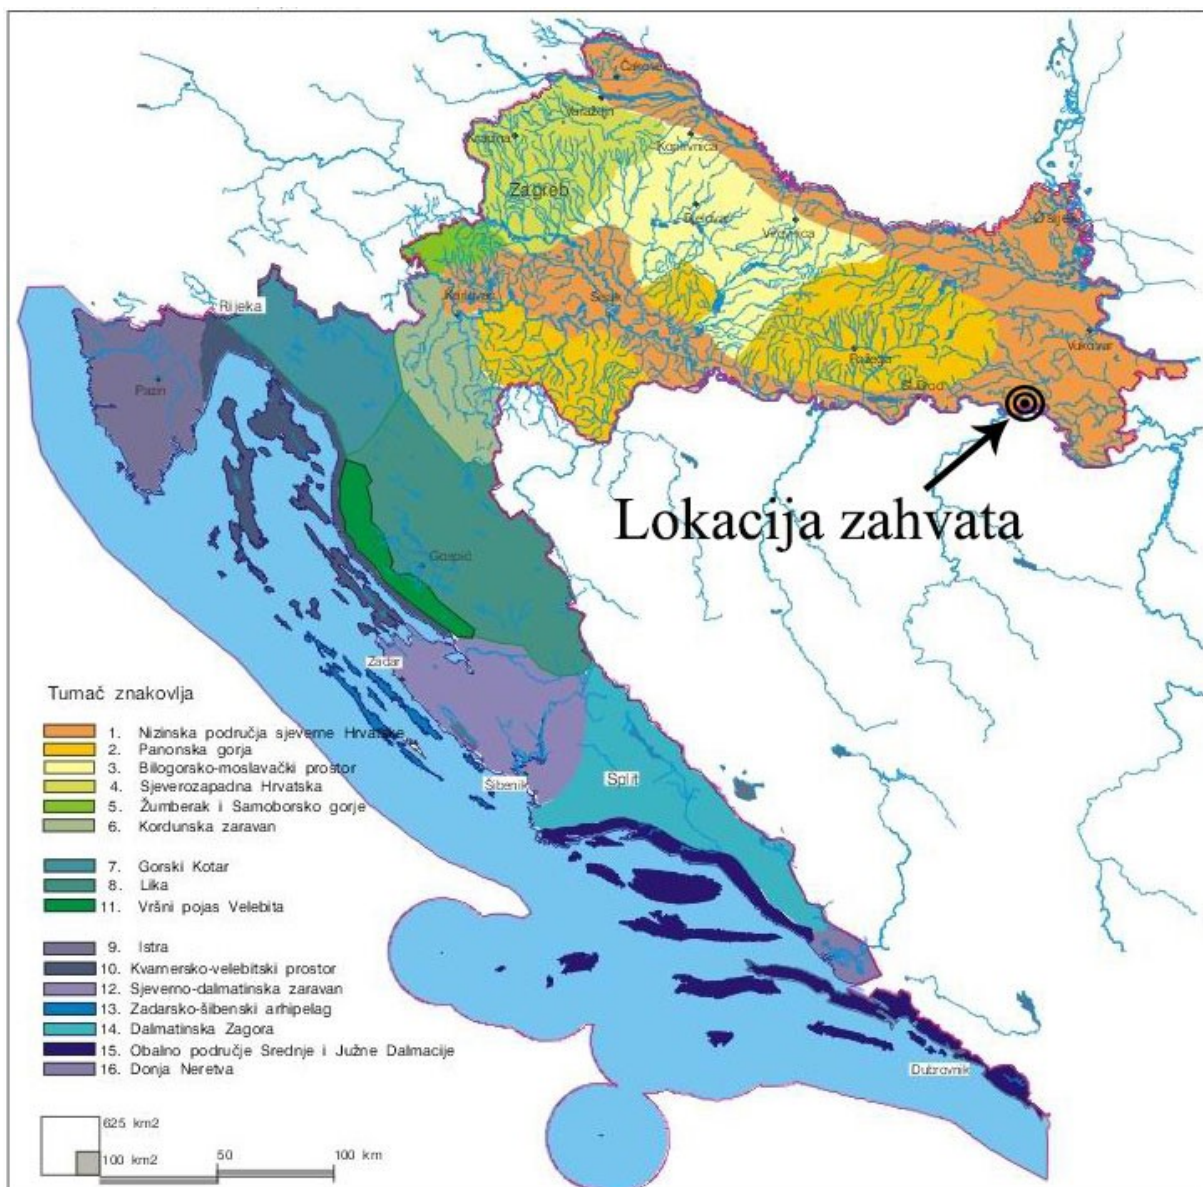 Čakovec
Varaždin
Krapina
Koprivnica
Zagreb
Bjelovar
Virovitica
Osijek
Karlovac
Sisak
Rijeka
Vukovar
Požega
Sl.Brod
Pazin
Lokacija zahvata
Gospić
Zadar
Šibenik
Split
Dubrovnik
Tumač znakovlja
1. Nizinska područja sjeverne Hrvatske
2. Panonska gorja
3. Bilogorsko-moslavački prostor
4. Sjeverozapadna Hrvatska
5. Žumberak i Samoborsko gorje
6. Kordunska zaravan
7. Gorski Kotar
8. Lika
11. Vršni pojas Velebita
9. Istra
10. Kvarnersko-velebitski prostor
12. Sjeverno-dalmatinska zaravan
13. Zadarsko-šibenski arhipelag
14. Dalmatinska Zagora
15. Obalno područje Srednje i Južne Dalmacije
16. Donja Neretva
625 km2
100 km2
50
100 km